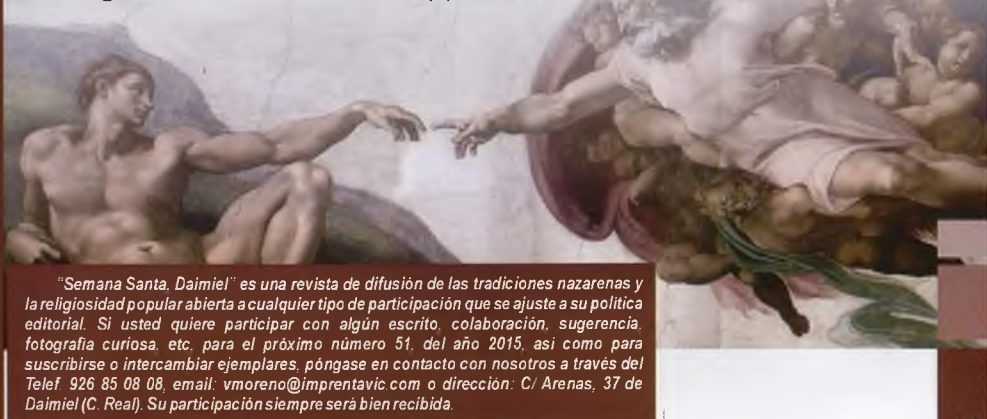 "Semana Santa, Daimiel" es una revista de difusión de las tradiciones nazarenas y
la religiosidad popular abierta a cualquier tipo de participación que se ajuste a su política
editorial. Si usted quiere participar con algún escrito, colaboración, sugerencia,
fotografía curiosa, etc. para el próximo número 51, del año 2015, así como para
suscribirse o intercambiar ejemplares, póngase en contacto con nosotros a través del
Telef. 926 85 08 08, email: vmoreno@imprentavic.com o dirección: C/ Arenas, 37 de
Daimiel (C. Real). Su participación siempre será bien recibida.